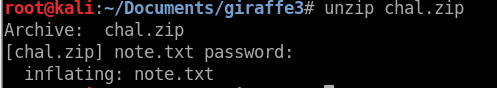 root@kali:~/Documents/giraffe3# unzip chal.zip
Archive:  chal.zip
[chal.zip] note.txt password:
  inflating: note.txt